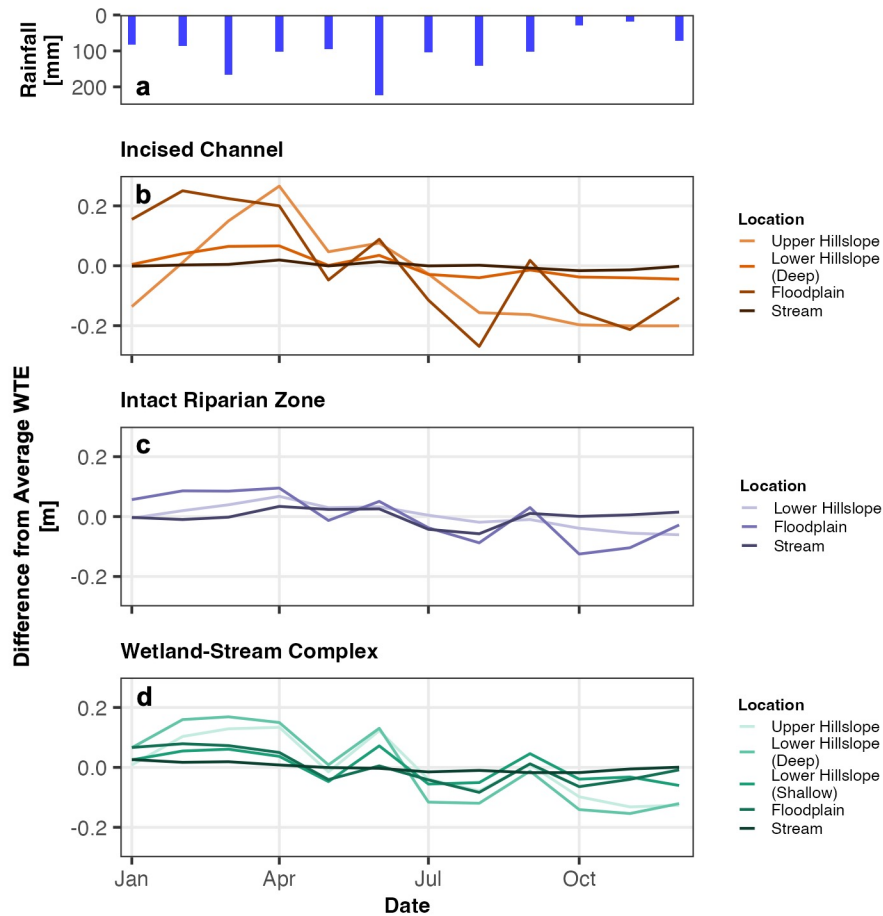 0
100
200
Rainfall
[mm]
a
Incised Channel
b
0.2
0.0
-0.2
Location
Upper Hillslope
Lower Hillslope
(Deep)
Floodplain
Stream
Difference from Average WTE
[m]
Intact Riparian Zone
c
0.2
0.0
-0.2
Location
Lower Hillslope
Floodplain
Stream
Wetland-Stream Complex
d
0.2
0.0
-0.2
Location
Upper Hillslope
Lower Hillslope
(Deep)
Lower Hillslope
(Shallow)
Floodplain
Stream
Jan Apr Jul Oct
Date